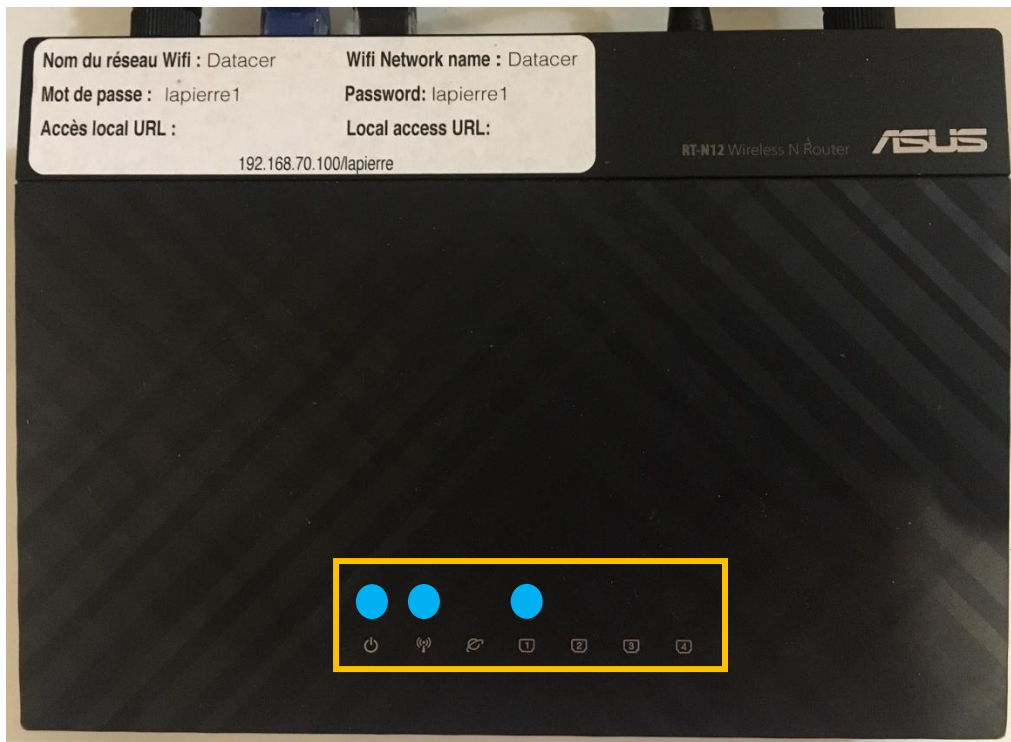 Nom du réseau Wifi : Datacer Wifi Network name : Datacer
Mot de passe : lapierre1 Password: lapierre1
Accès local URL : Local access URL:
192.168.70.100/lapierre
RT-N12 Wireless N Router ASUS
1 2 3 4